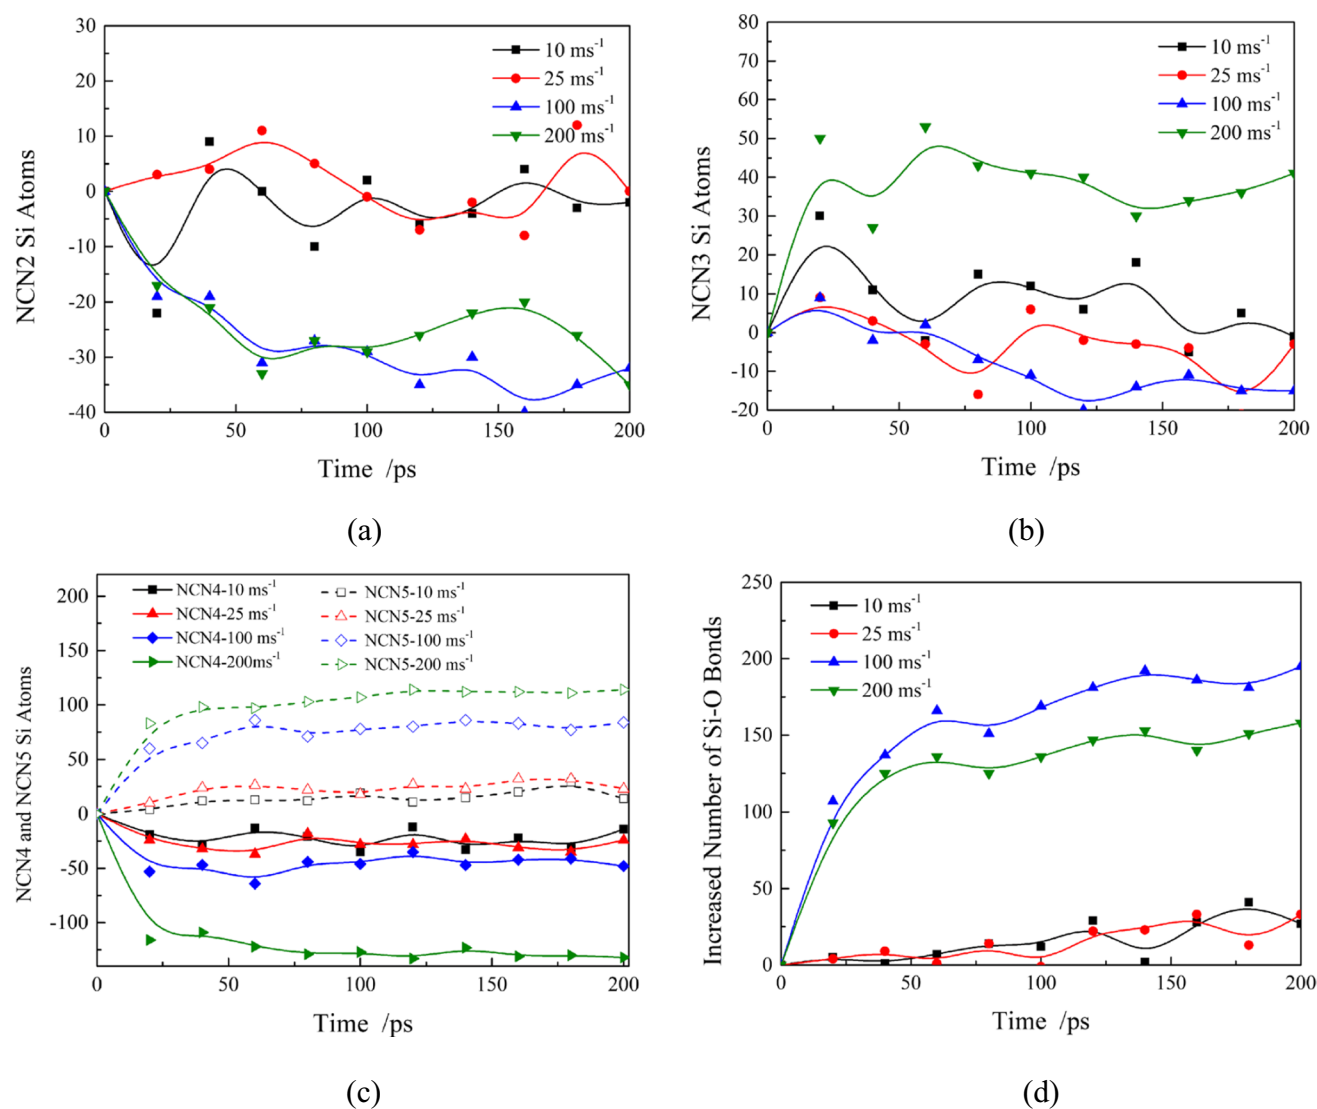 30
20
10
0
-10
-20
-30
-40
0
50
100
150
200
NCN2 Si Atoms
Time /ps
10 ms⁻¹
25 ms⁻¹
100 ms⁻¹
200 ms⁻¹
(a)
80
70
60
50
40
30
20
10
0
-10
-20
0
50
100
150
200
NCN3 Si Atoms
Time /ps
10 ms⁻¹
25 ms⁻¹
100 ms⁻¹
200 ms⁻¹
(b)
200
150
100
50
0
-50
-100
0
50
100
150
200
NCN4 and NCN5 Si Atoms
Time /ps
NCN4-10 ms⁻¹
NCN4-25 ms⁻¹
NCN4-100 ms⁻¹
NCN4-200ms⁻¹
NCN5-10 ms⁻¹
NCN5-25 ms⁻¹
NCN5-100 ms⁻¹
NCN5-200 ms⁻¹
(c)
250
200
150
100
50
0
0
50
100
150
200
Increased Number of Si-O Bonds
Time /ps
10 ms⁻¹
25 ms⁻¹
100 ms⁻¹
200 ms⁻¹
(d)